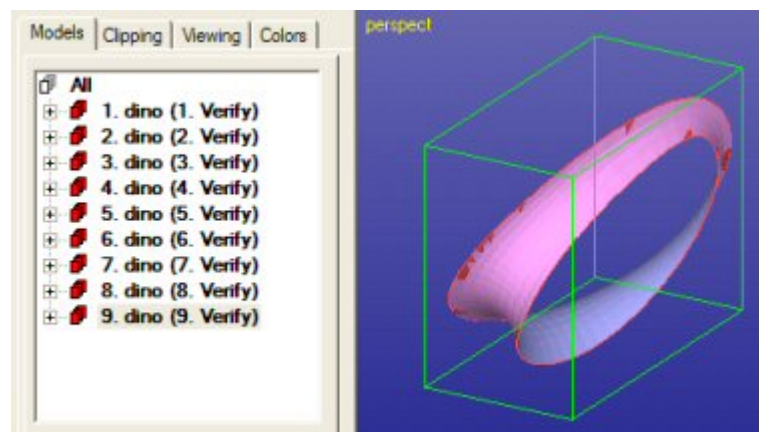 Models Clipping Viewing Colors
All
1. dino (1. Verify)
2. dino (2. Verify)
3. dino (3. Verify)
4. dino (4. Verify)
5. dino (5. Verify)
6. dino (6. Verify)
7. dino (7. Verify)
8. dino (8. Verify)
9. dino (9. Verify)
perspect